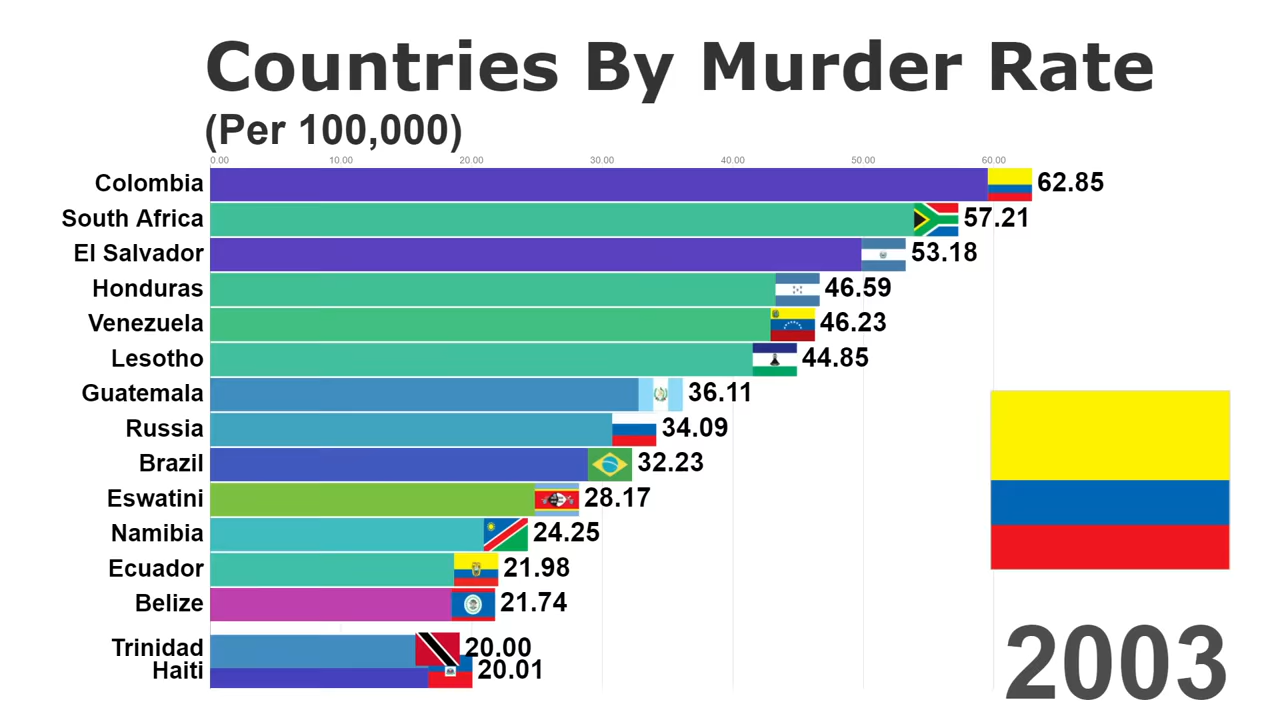 Countries By Murder Rate
(Per 100,000)
0.00 10.00 20.00 30.00 40.00 50.00 60.00
Colombia 62.85
South Africa 57.21
El Salvador 53.18
Honduras 46.59
Venezuela 46.23
Lesotho 44.85
Guatemala 36.11
Russia 34.09
Brazil 32.23
Eswatini 28.17
Namibia 24.25
Ecuador 21.98
Belize 21.74
Trinidad 20.00
Haiti 20.01
2003